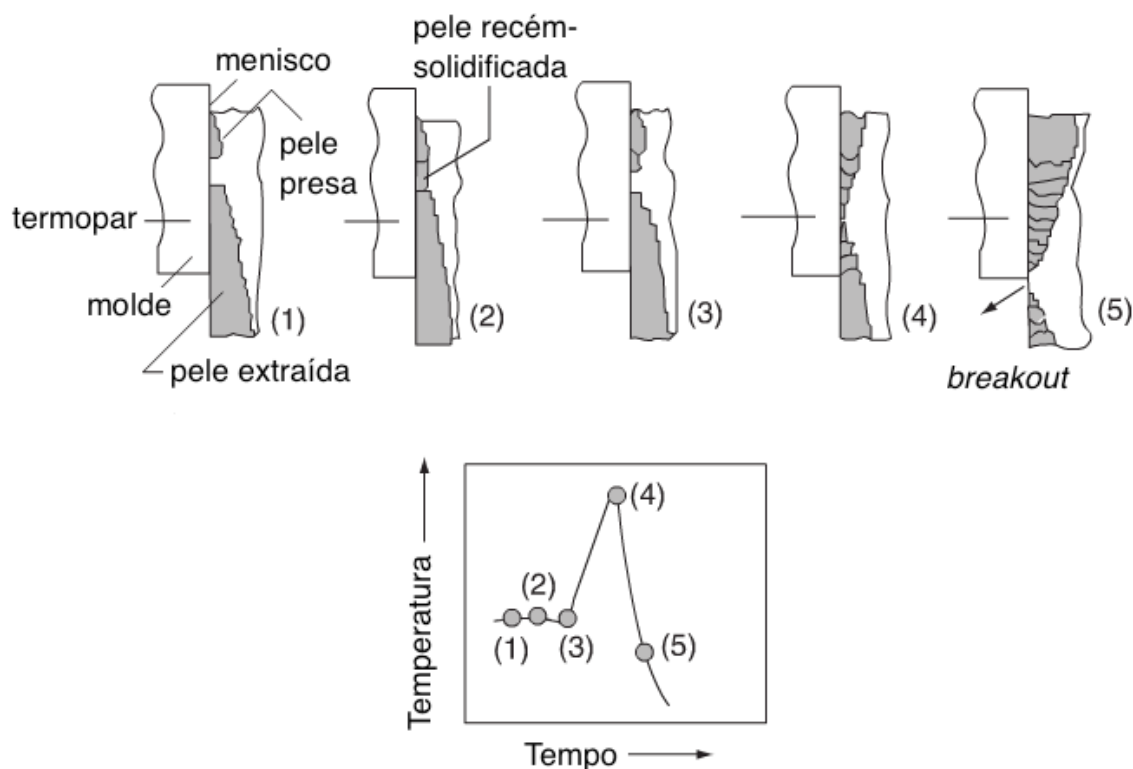 menisco
pele recém-
solidificada
pele
presa
termopar
molde
pele extraída
(1)
(2)
(3)
(4)
(5)
breakout
Temperatura
(1)
(2)
(3)
(4)
(5)
Tempo